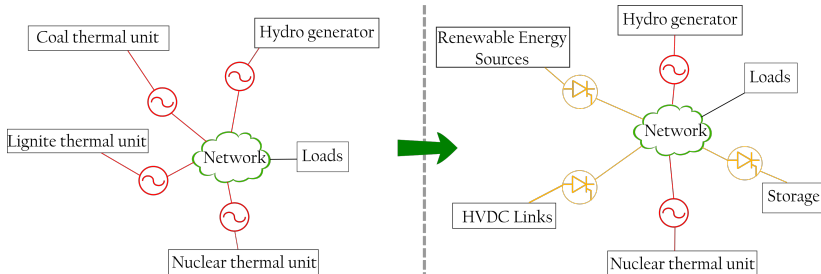 Coal thermal unit
Hydro generator
Lignite thermal unit
Network
Loads
Nuclear thermal unit
Hydro generator
Renewable Energy
Sources
Loads
Network
Storage
HVDC Links
Nuclear thermal unit